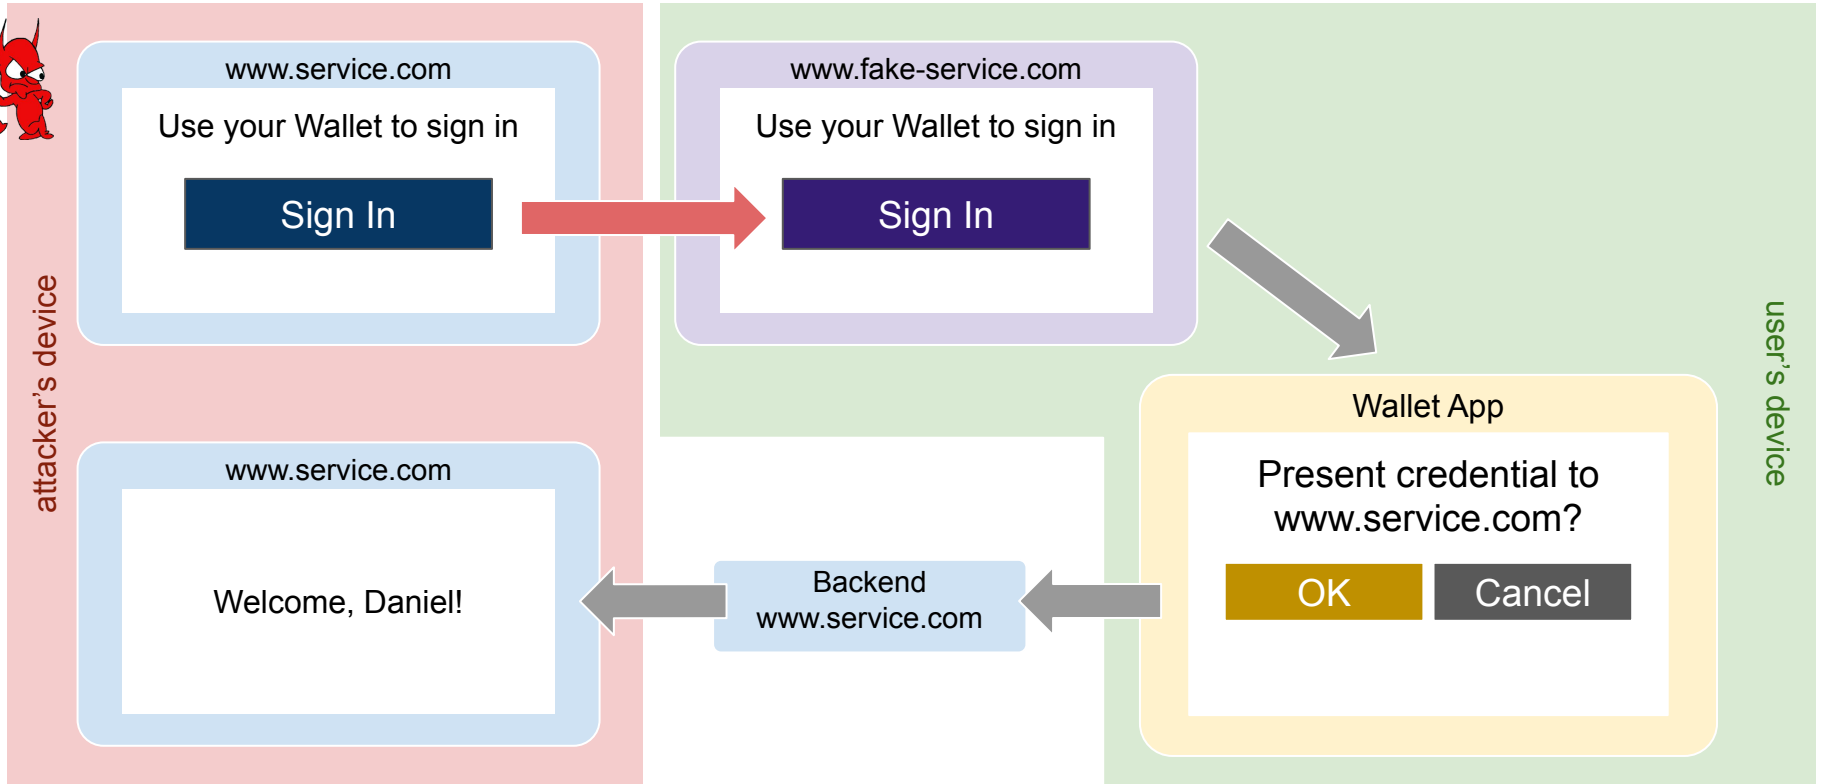 www.service.com
Use your Wallet to sign in
Sign In
www.fake-service.com
Use your Wallet to sign in
Sign In
attacker’s device
user’s device
Wallet App
Present credential to
www.service.com?
OK
Cancel
Backend
www.service.com
www.service.com
Welcome, Daniel!